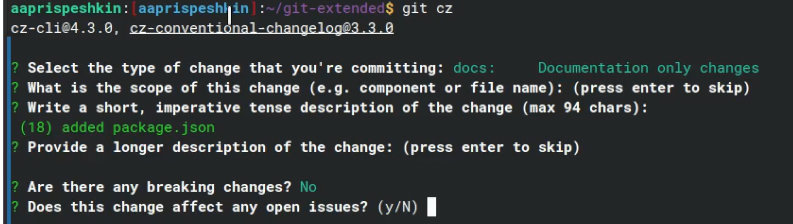 aaprispeshkin:[aaprispeshkin]:~/git-extended$ git cz
cz-cli@4.3.0, cz-conventional-changelog@3.3.0
? Select the type of change that you're committing: docs:     Documentation only changes
? What is the scope of this change (e.g. component or file name): (press enter to skip)
? Write a short, imperative tense description of the change (max 94 chars):
(18) added package.json
? Provide a longer description of the change: (press enter to skip)
? Are there any breaking changes? No
? Does this change affect any open issues? (y/N)